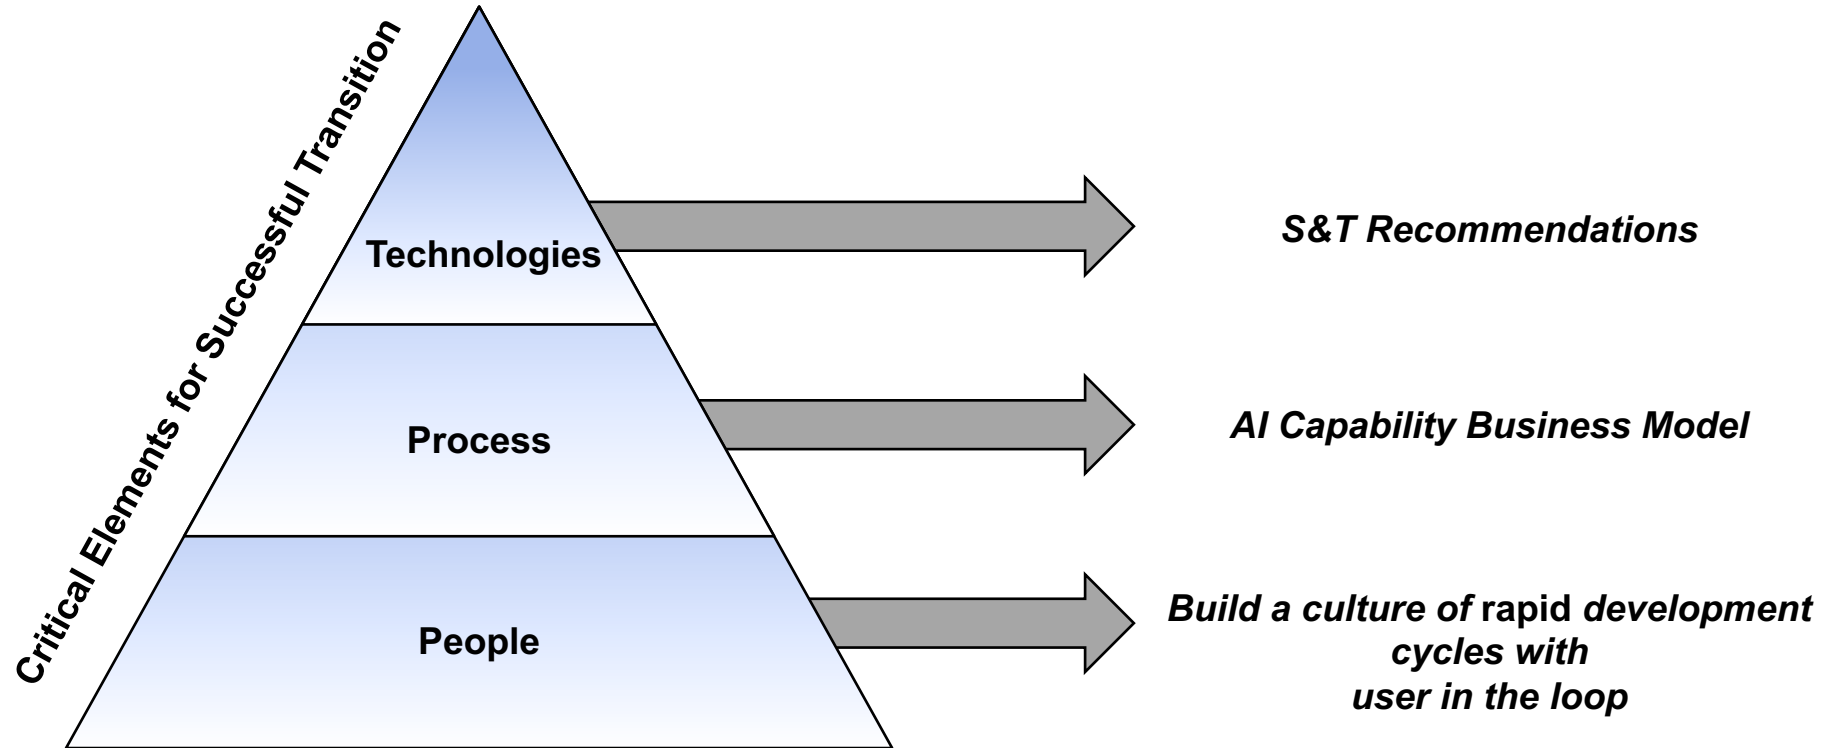 Critical Elements for Successful Transition
Technologies
S&T Recommendations
Process
AI Capability Business Model
People
Build a culture of rapid development
cycles with
user in the loop